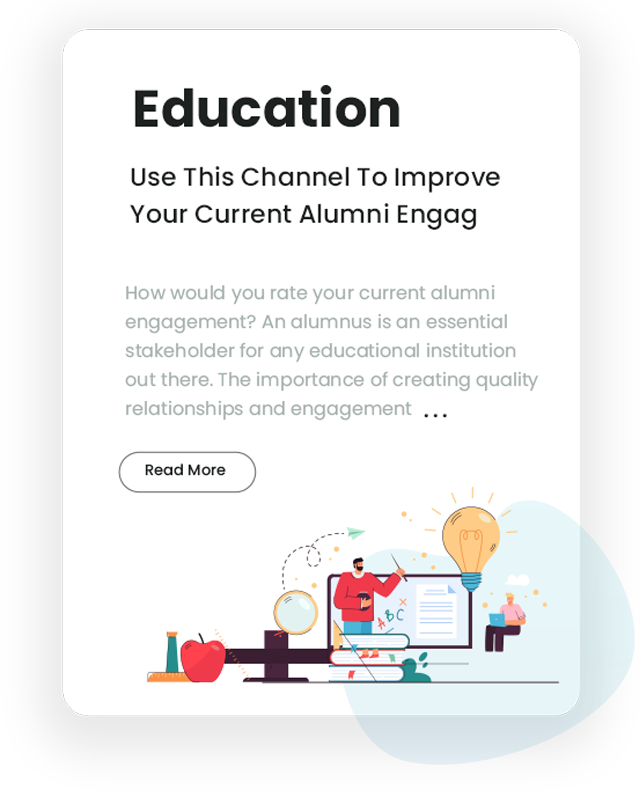 Education
Use This Channel To Improve
Your Current Alumni Engag
How would you rate your current alumni
engagement? An alumnus is an essential
stakeholder for any educational institution
out there. The importance of creating quality
relationships and engagement ...
Read More
ABC